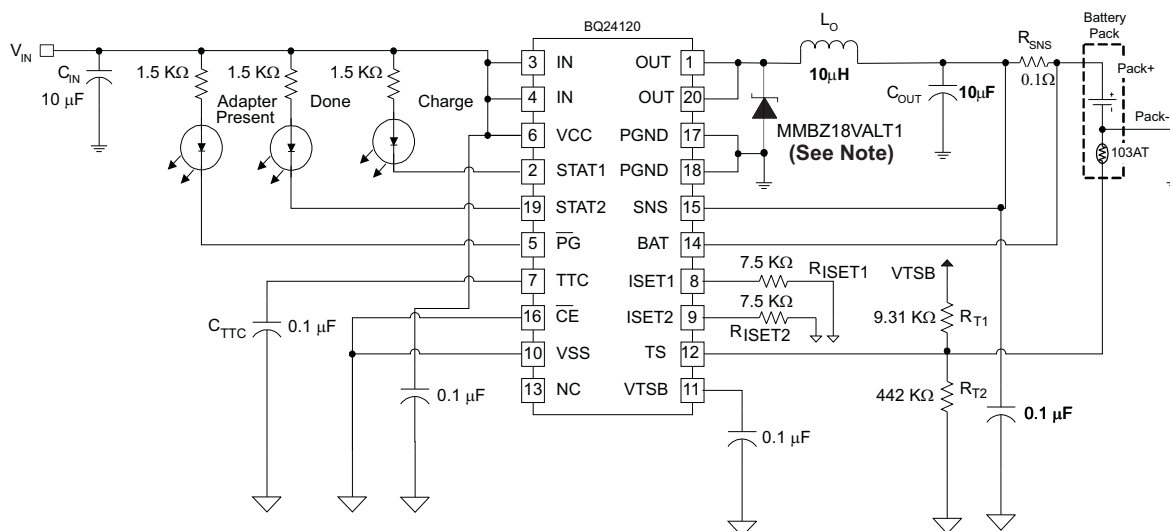 BQ24120
V_IN
C_IN
10 μF
1.5 KΩ
Adapter
Present
1.5 KΩ
Done
1.5 KΩ
Charge
3 IN
4 IN
6 VCC
2 STAT1
19 STAT2
5 P̅G̅
7 TTC
16 C̅E̅
10 VSS
13 NC
OUT 1
OUT 20
PGND 17
PGND 18
SNS 15
BAT 14
ISET1 8
ISET2 9
TS 12
VTSB 11
C_TTC 0.1 μF
0.1 μF
L_O
10μH
MMBZ18VALT1
(See Note)
C_OUT 10μF
R_SNS
0.1Ω
Battery
Pack
Pack+
+
-
Pack-
103AT
7.5 KΩ
R_ISET1
7.5 KΩ
R_ISET2
VTSB
9.31 KΩ R_T1
442 KΩ R_T2
0.1 μF
0.1 μF